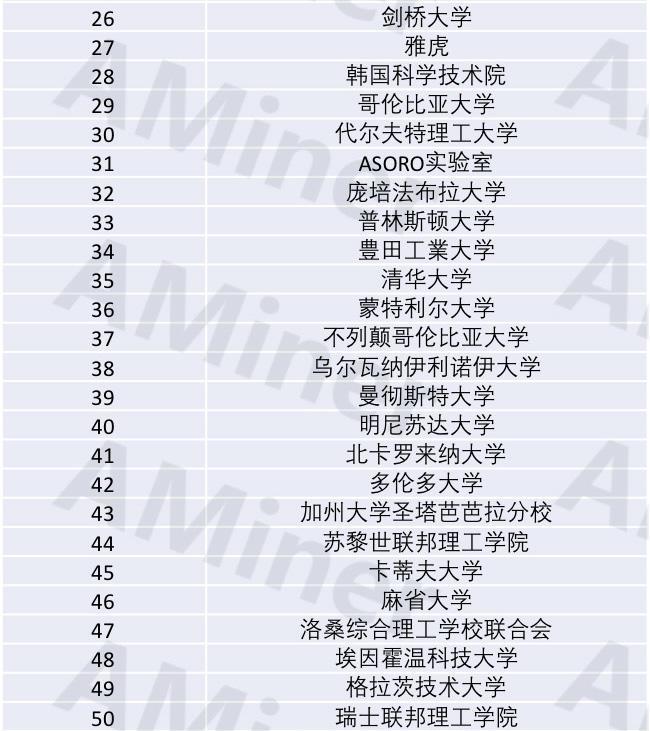 26 剑桥大学
27 雅虎
28 韩国科学技术院
29 哥伦比亚大学
30 代尔夫特理工大学
31 ASORO实验室
32 庞培法布拉大学
33 普林斯顿大学
34 豊田工業大学
35 清华大学
36 蒙特利尔大学
37 不列颠哥伦比亚大学
38 乌尔瓦纳伊利诺伊大学
39 曼彻斯特大学
40 明尼苏达大学
41 北卡罗来纳大学
42 多伦多大学
43 加州大学圣塔芭芭拉分校
44 苏黎世联邦理工学院
45 卡蒂夫大学
46 麻省大学
47 洛桑综合理工学校联合会
48 埃因霍温科技大学
49 格拉茨技术大学
50 瑞士联邦理工学院
AMiner